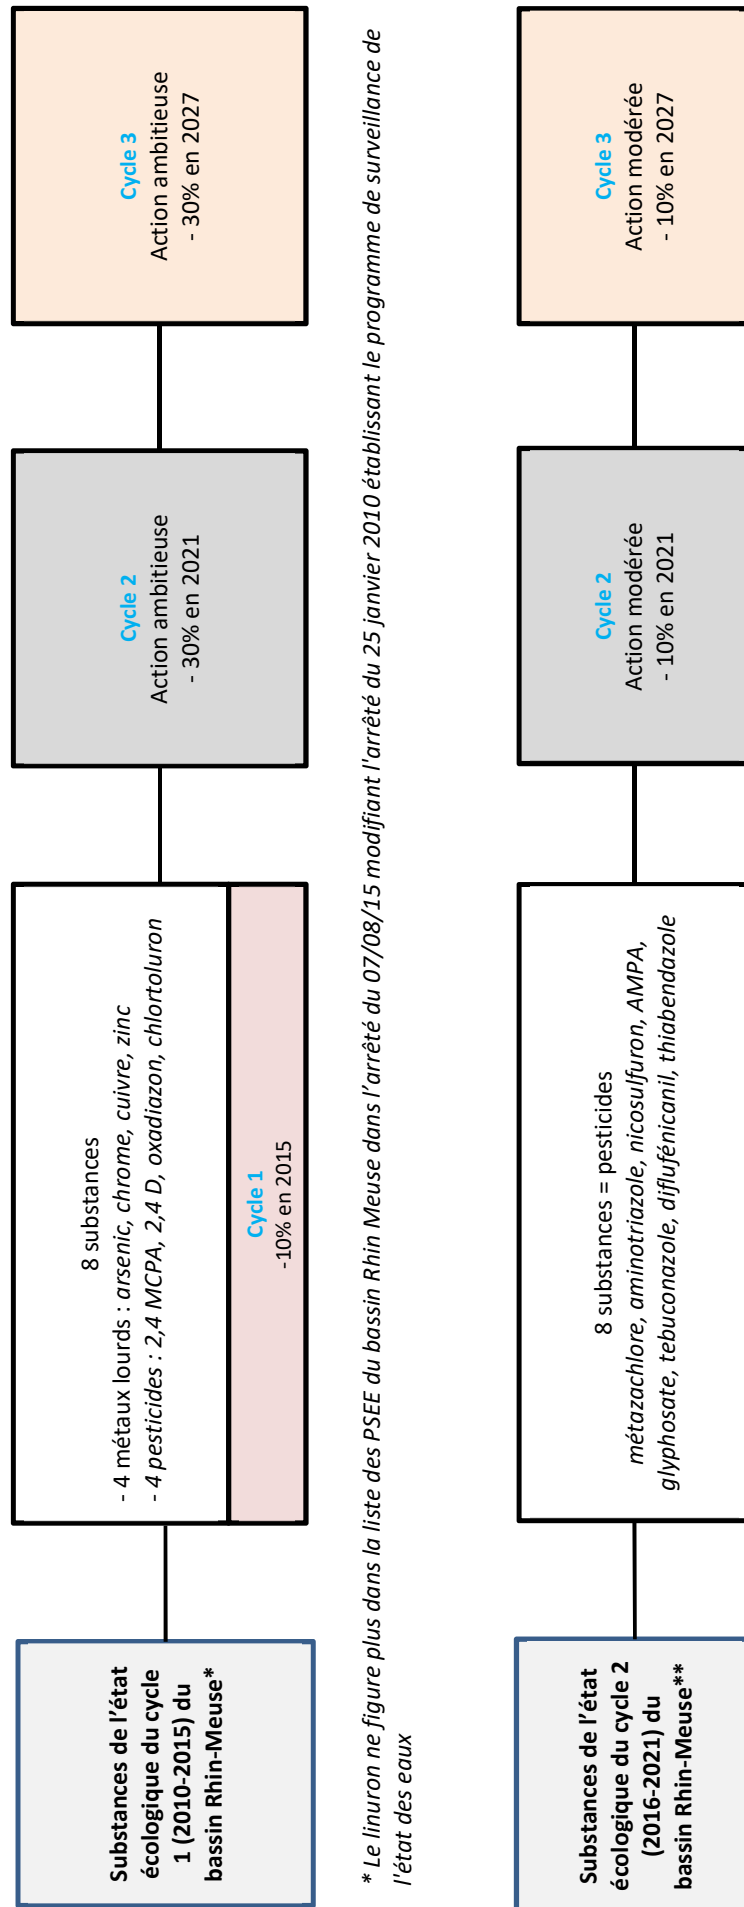 Substances de l'état
écologique du cycle
1 (2010-2015) du
bassin Rhin-Meuse*
8 substances
- 4 métaux lourds : arsenic, chrome, cuivre, zinc
- 4 pesticides : 2,4 MCPA, 2,4 D, oxadiazon, chlortoluron
Cycle 1
-10% en 2015
Cycle 2
Action ambitieuse
- 30% en 2021
Cycle 3
Action ambitieuse
- 30% en 2027
* Le linuron ne figure plus dans la liste des PSEE du bassin Rhin Meuse dans l'arrêté du 07/08/15 modifiant l'arrêté du 25 janvier 2010 établissant le programme de surveillance de
l'état des eaux
Substances de l'état
écologique du cycle 2
(2016-2021) du
bassin Rhin-Meuse**
8 substances = pesticides
métazachlore, aminotriazole, nicosulfuron, AMPA,
glyphosate, tebuconazole, diflufénicanil, thiabendazole
Cycle 2
Action modérée
- 10% en 2021
Cycle 3
Action modérée
- 10% en 2027